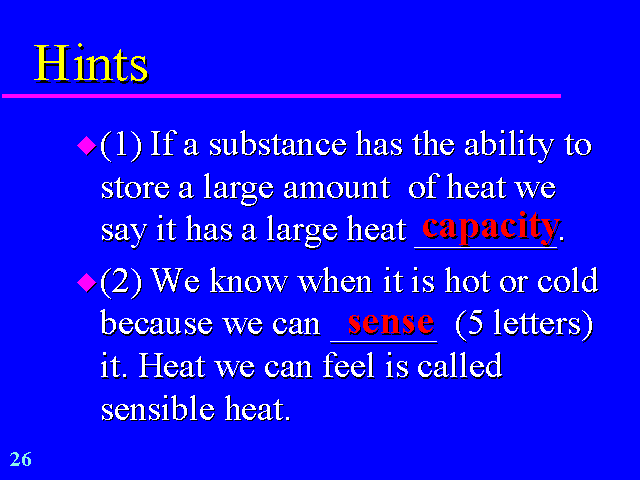 Hints
(1) If a substance has the ability to
store a large amount of heat we
say it has a large heat capacity.
(2) We know when it is hot or cold
because we can sense (5 letters)
it. Heat we can feel is called
sensible heat.
26